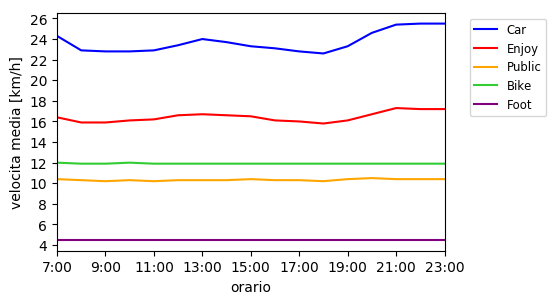 26
24
22
20
18
16
14
12
10
8
6
4
velocita media [km/h]
7:00 9:00 11:00 13:00 15:00 17:00 19:00 21:00 23:00
orario
Car
Enjoy
Public
Bike
Foot